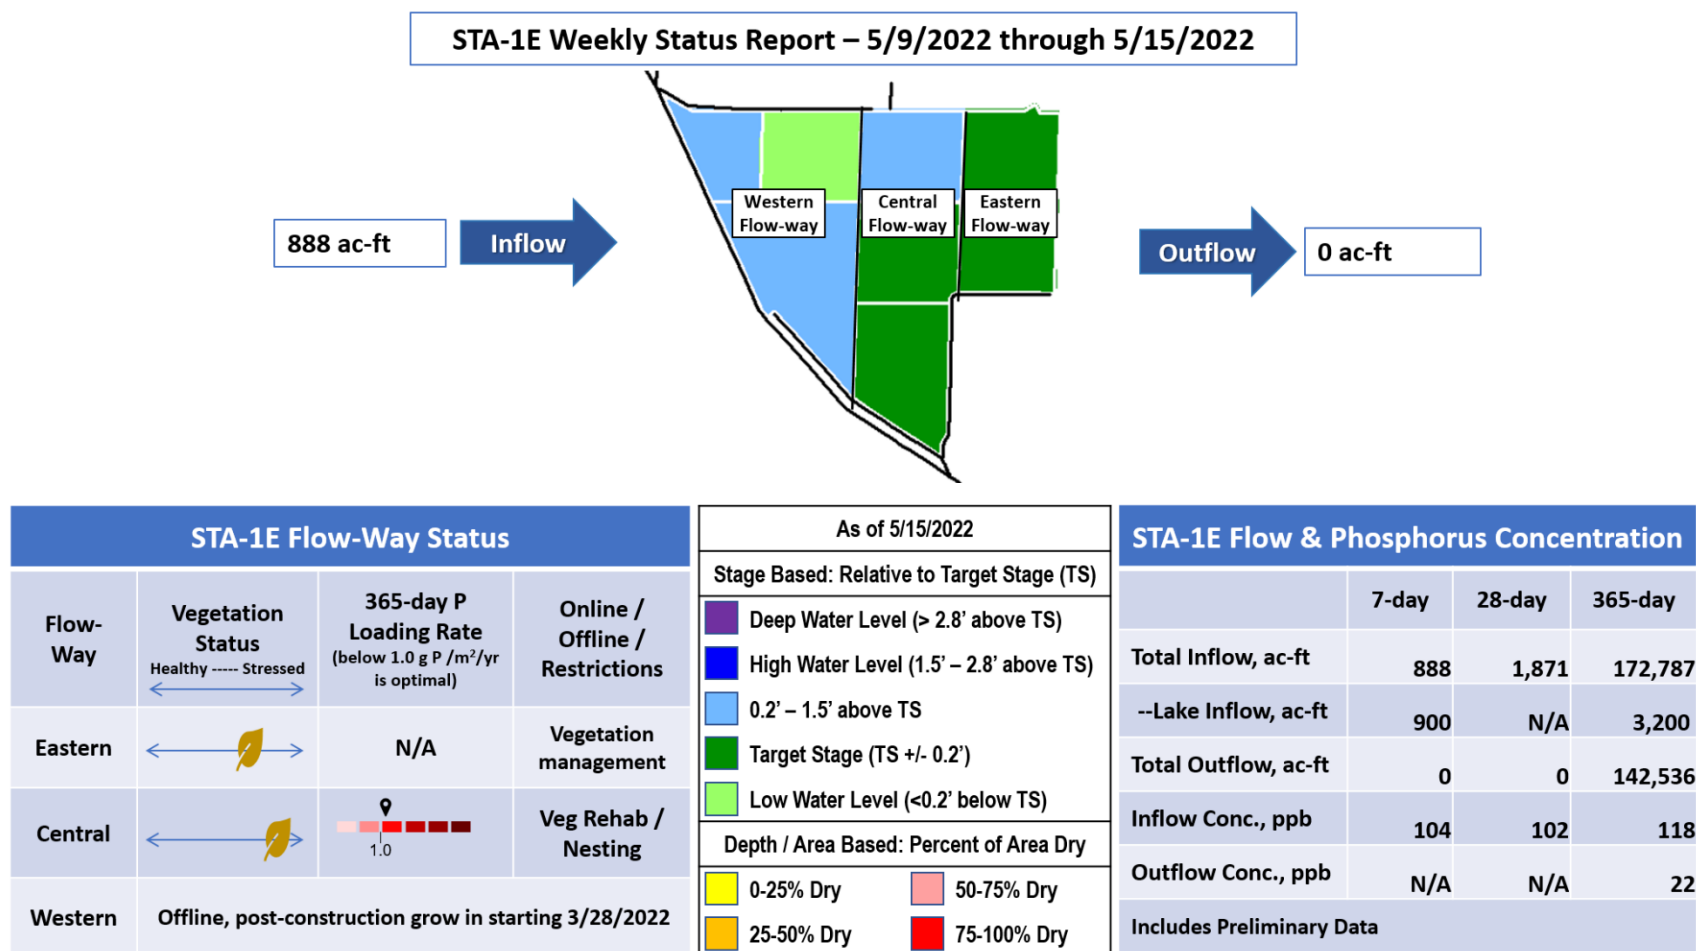 STA-1E Weekly Status Report – 5/9/2022 through 5/15/2022
888 ac-ft
Inflow
Western
Flow-way
Central
Flow-way
Eastern
Flow-way
Outflow
0 ac-ft
STA-1E Flow-Way Status
Flow-
Way
Vegetation
Status
Healthy ----- Stressed
365-day P
Loading Rate
(below 1.0 g P /m²/yr
is optimal)
Online /
Offline /
Restrictions
Eastern
N/A
Vegetation
management
Central
1.0
Veg Rehab /
Nesting
Western
Offline, post-construction grow in starting 3/28/2022
As of 5/15/2022
Stage Based: Relative to Target Stage (TS)
Deep Water Level (> 2.8’ above TS)
High Water Level (1.5’ – 2.8’ above TS)
0.2’ – 1.5’ above TS
Target Stage (TS +/- 0.2’)
Low Water Level (<0.2’ below TS)
Depth / Area Based: Percent of Area Dry
0-25% Dry
50-75% Dry
25-50% Dry
75-100% Dry
STA-1E Flow & Phosphorus Concentration
7-day 28-day 365-day
Total Inflow, ac-ft 888 1,871 172,787
--Lake Inflow, ac-ft 900 N/A 3,200
Total Outflow, ac-ft 0 0 142,536
Inflow Conc., ppb 104 102 118
Outflow Conc., ppb N/A N/A 22
Includes Preliminary Data